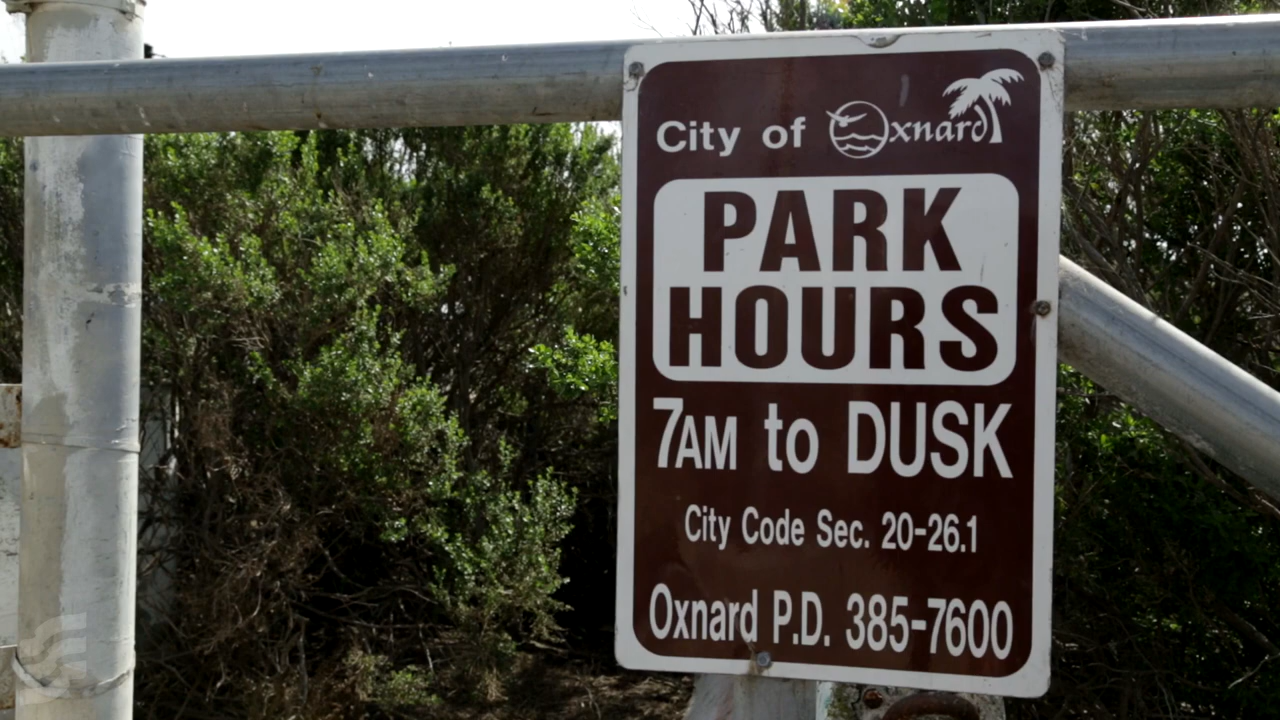 City of Oxnard
PARK
HOURS
7AM to DUSK
City Code Sec. 20-26.1
Oxnard P.D. 385-7600